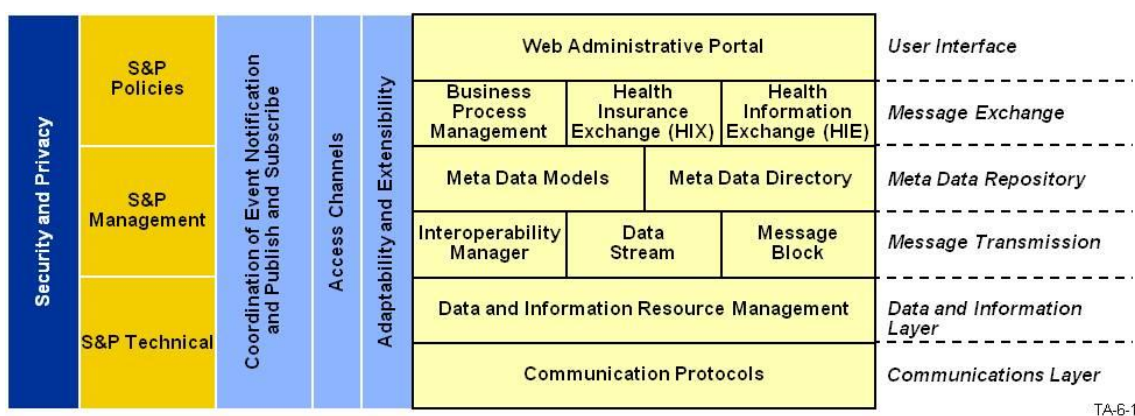 Security and Privacy
S&P
Policies
S&P
Management
S&P Technical
Coordination of Event Notification
and Publish and Subscribe
Access Channels
Adaptability and Extensibility
Web Administrative Portal
User Interface
Business
Process
Management
Health
Insurance
Exchange (HIX)
Health
Information
Exchange (HIE)
Message Exchange
Meta Data Models
Meta Data Directory
Meta Data Repository
Interoperability
Manager
Data
Stream
Message
Block
Message Transmission
Data and Information Resource Management
Data and Information
Layer
Communication Protocols
Communications Layer
TA-6-1